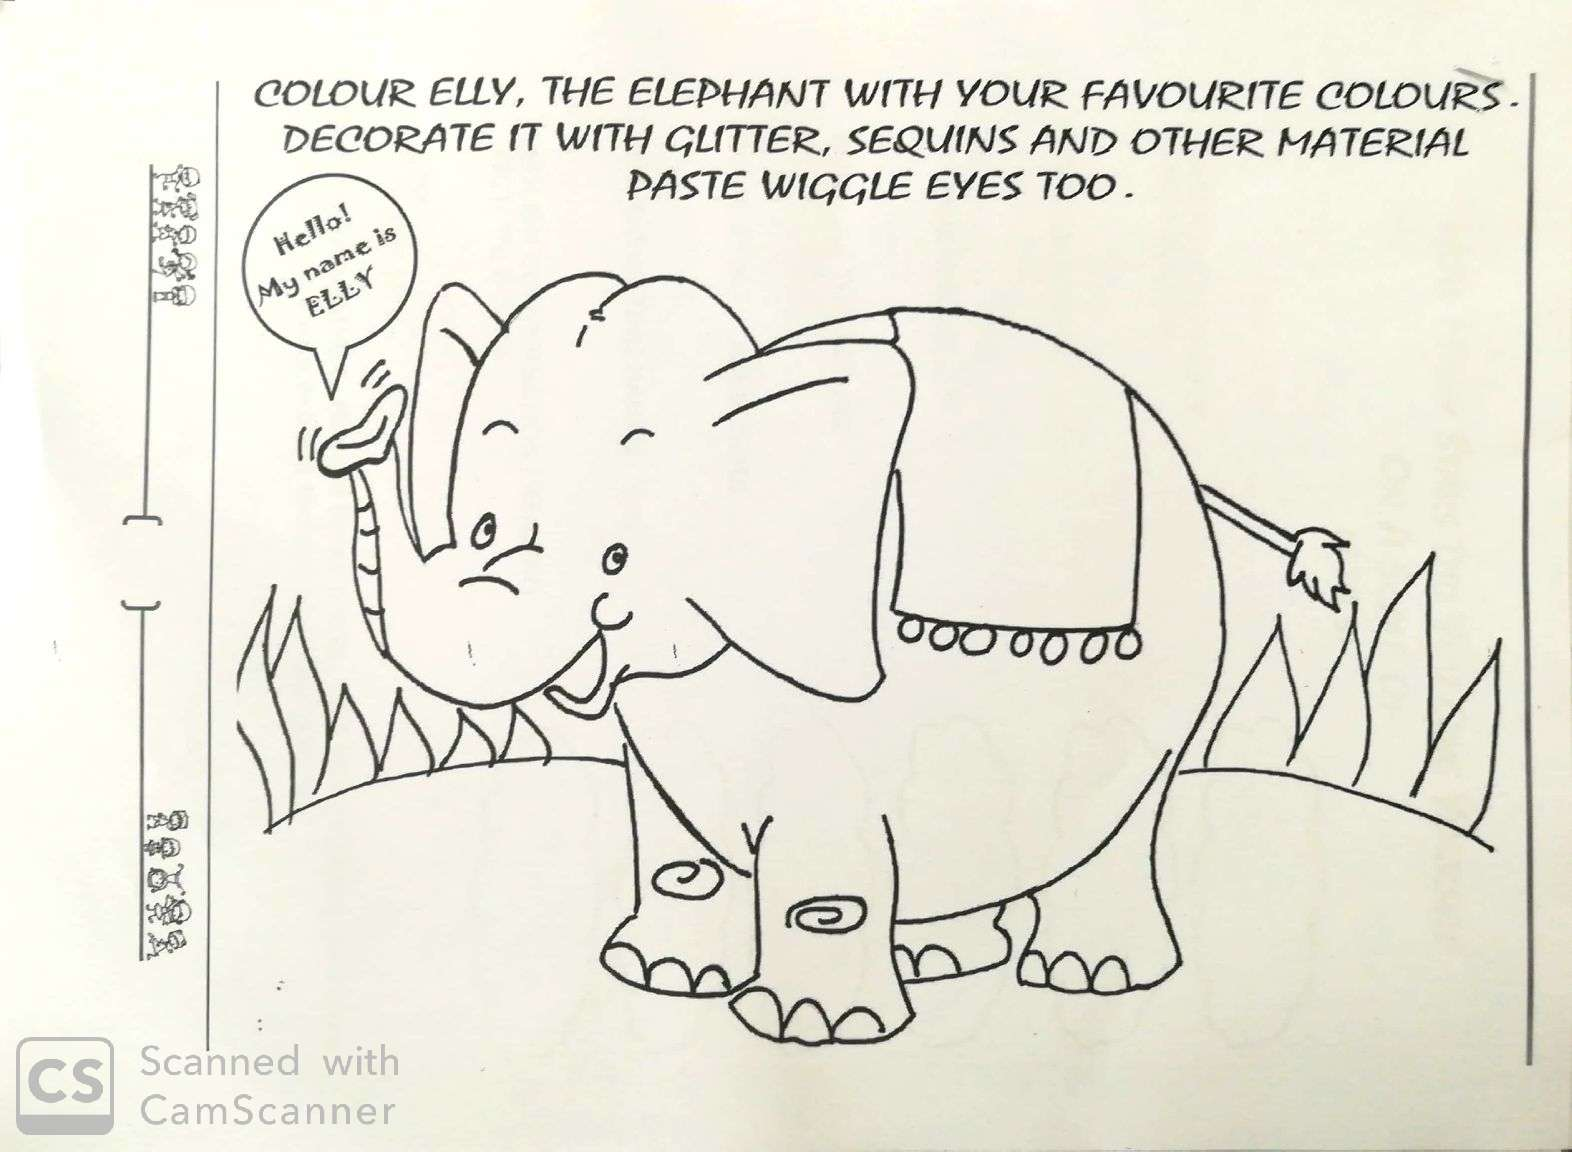 COLOUR ELLY, THE ELEPHANT WITH YOUR FAVOURITE COLOURS.
DECORATE IT WITH GLITTER, SEQUINS AND OTHER MATERIAL
PASTE WIGGLE EYES TOO.
Hello!
My name is
ELLY
CS Scanned with
CamScanner